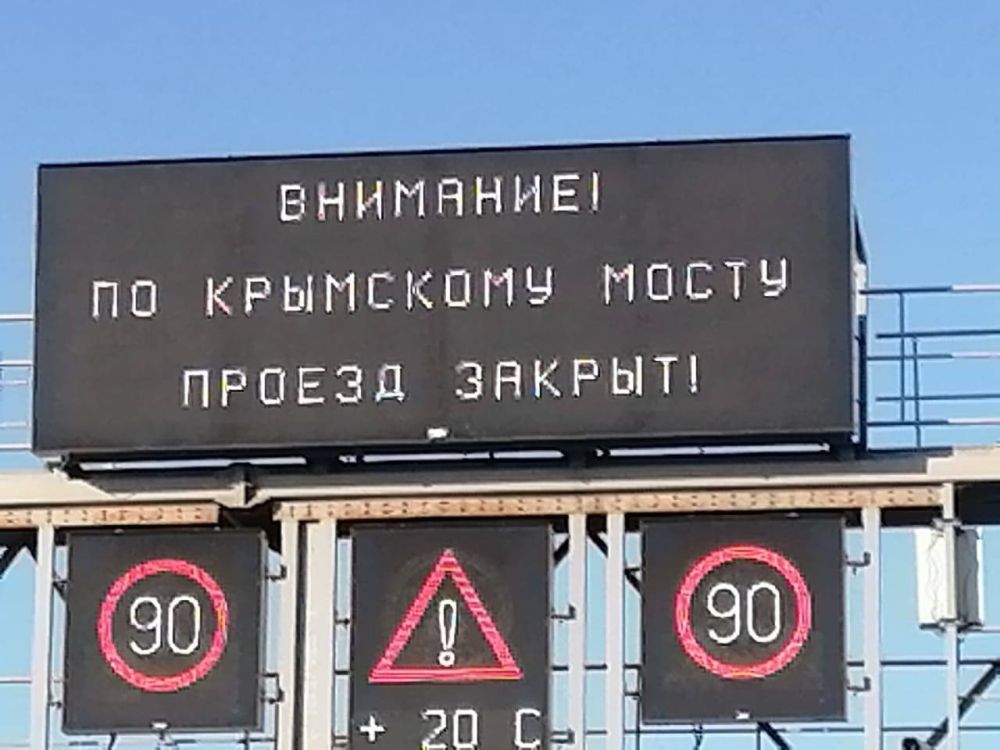 ВНИМАНИЕ!
ПО КРЫМСКОМУ МОСТУ
ПРОЕЗД ЗАКРЫТ!
90
!
90
+ 20 C